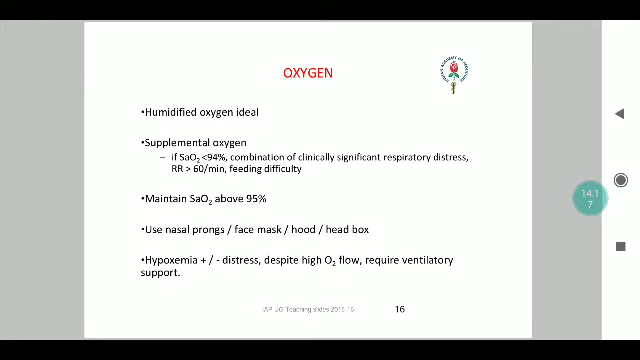 OXYGEN
•Humidified oxygen ideal
•Supplemental oxygen
– if SaO₂ <94%, combination of clinically significant respiratory distress,
RR > 60/min, feeding difficulty
•Maintain SaO₂ above 95%
•Use nasal prongs / face mask / hood / head box
•Hypoxemia + / - distress, despite high O₂ flow, require ventilatory
support.
IAP UG Teaching slides 2015-16
16
14:1
7